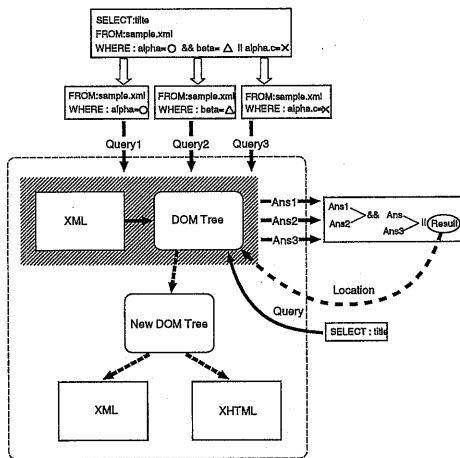 SELECT:tilte
FROM:sample.xml
WHERE : alpha=○ && beta= △ || alpha.c=✕
FROM:sample.xml
WHERE : alpha=○
FROM:sample.xml
WHERE : beta=△
FROM:sample.xml
WHERE : alpha.c=✕
Query1
Query2
Query3
XML
DOM Tree
Ans1
Ans2
Ans3
Ans1
Ans2
&&
Ans
Ans3
||
Result
Location
Query
SELECT : title
New DOM Tree
XML
XHTML